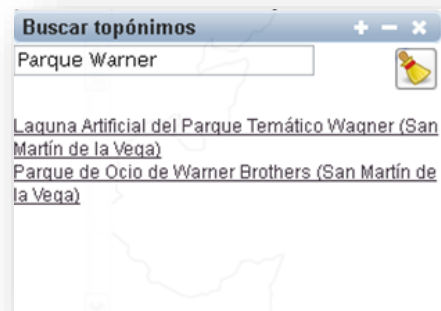 Buscar topónimos
Parque Warner
Laguna Artificial del Parque Temático Wagner (San
Martín de la Vega)
Parque de Ocio de Warner Brothers (San Martín de
la Vega)